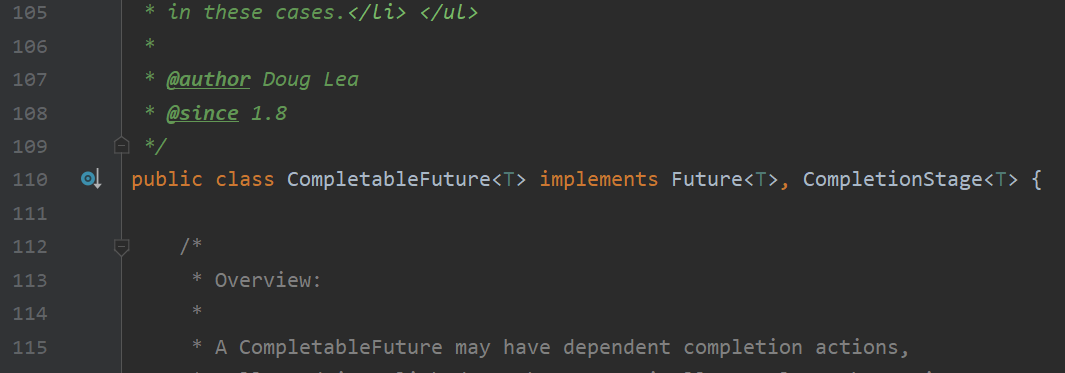 105 * in these cases.</li> </ul>
106 *
107 * @author Doug Lea
108 * @since 1.8
109 */
110 public class CompletableFuture<T> implements Future<T>, CompletionStage<T> {
111
112 /*
113 * Overview:
114 *
115 * A CompletableFuture may have dependent completion actions,